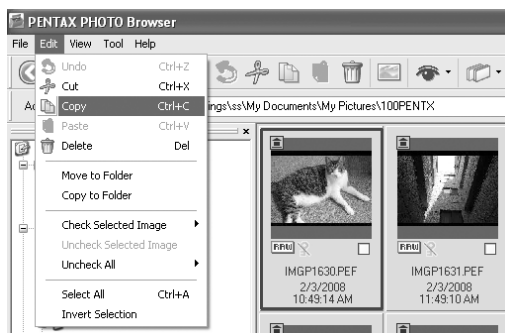 PENTAX PHOTO Browser
File Edit View Tool Help
Undo Ctrl+Z
Cut Ctrl+X
Copy Ctrl+C
Paste Ctrl+V
Delete Del
Move to Folder
Copy to Folder
Check Selected Image
Uncheck Selected Image
Uncheck All
Select All Ctrl+A
Invert Selection
ings\ss\My Documents\My Pictures\100PENTX
RAW
IMGP1630.PEF
2/3/2008
10:49:14 AM
RAW
IMGP1631.PEF
2/3/2008
11:49:10 AM